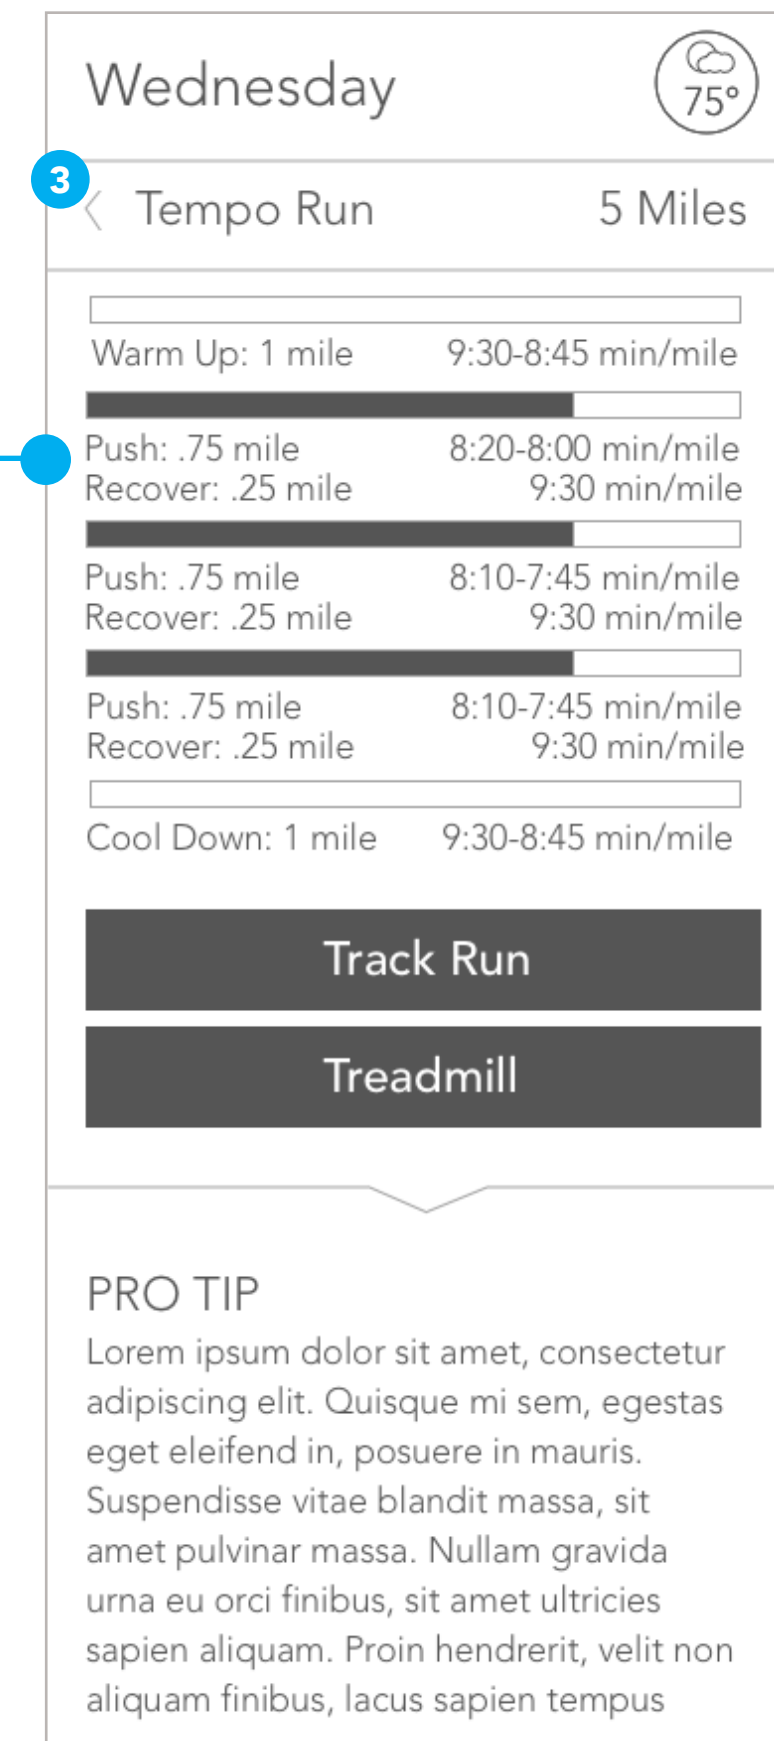 Wednesday
75°
3
Tempo Run 5 Miles
Warm Up: 1 mile 9:30-8:45 min/mile
Push: .75 mile 8:20-8:00 min/mile
Recover: .25 mile 9:30 min/mile
Push: .75 mile 8:10-7:45 min/mile
Recover: .25 mile 9:30 min/mile
Push: .75 mile 8:10-7:45 min/mile
Recover: .25 mile 9:30 min/mile
Cool Down: 1 mile 9:30-8:45 min/mile
Track Run
Treadmill
PRO TIP
Lorem ipsum dolor sit amet, consectetur
adipiscing elit. Quisque mi sem, egestas
eget eleifend in, posuere in mauris.
Suspendisse vitae blandit massa, sit
amet pulvinar massa. Nullam gravida
urna eu orci finibus, sit amet ultricies
sapien aliquam. Proin hendrerit, velit non
aliquam finibus, lacus sapien tempus